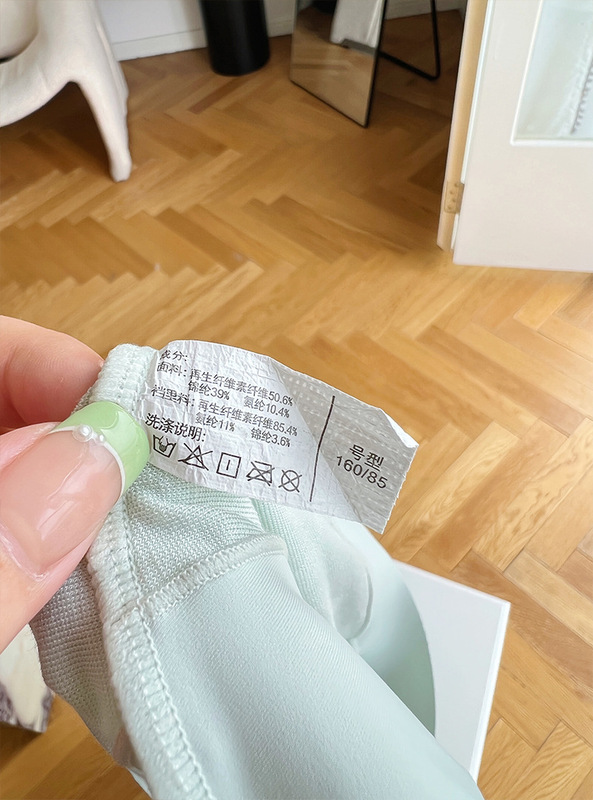 成分:
面料: 再生纤维素纤维50.6%
锦纶39% 氨纶10.4%
裆里料: 再生纤维素纤维85.4%
氨纶11% 锦纶3.6%
洗涤说明:
号型
160/85